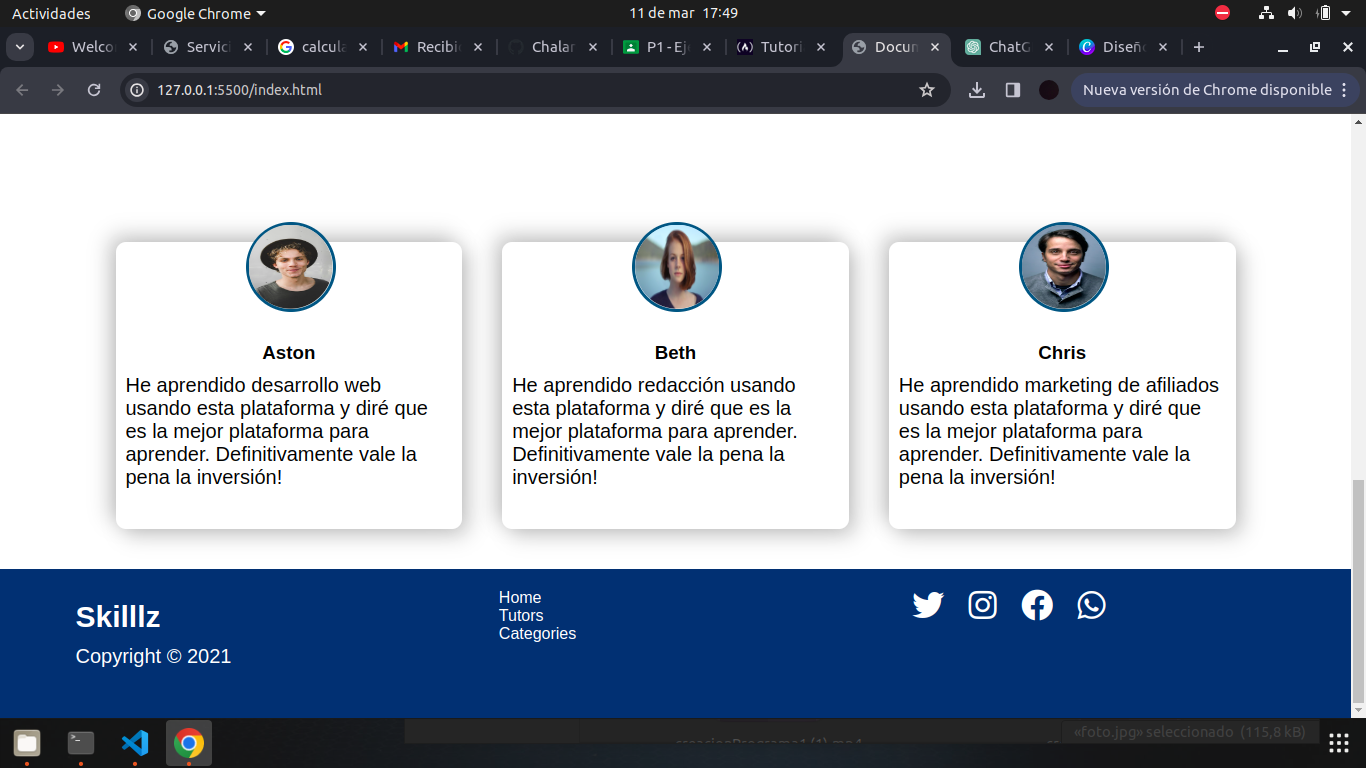 Actividades
Google Chrome
11 de mar 17:49
Welco
Servici
calcula
Recibi
Chalar
P1 - Eje
Tutori
Docum
ChatG
Diseño
127.0.0.1:5500/index.html
Nueva versión de Chrome disponible
Aston
He aprendido desarrollo web
usando esta plataforma y diré que
es la mejor plataforma para
aprender. Definitivamente vale la
pena la inversión!
Beth
He aprendido redacción usando
esta plataforma y diré que es la
mejor plataforma para aprender.
Definitivamente vale la pena la
inversión!
Chris
He aprendido marketing de afiliados
usando esta plataforma y diré que
es la mejor plataforma para
aprender. Definitivamente vale la
pena la inversión!
Skilllz
Copyright © 2021
Home
Tutors
Categories
«foto.jpg» seleccionado (115,8 kB)